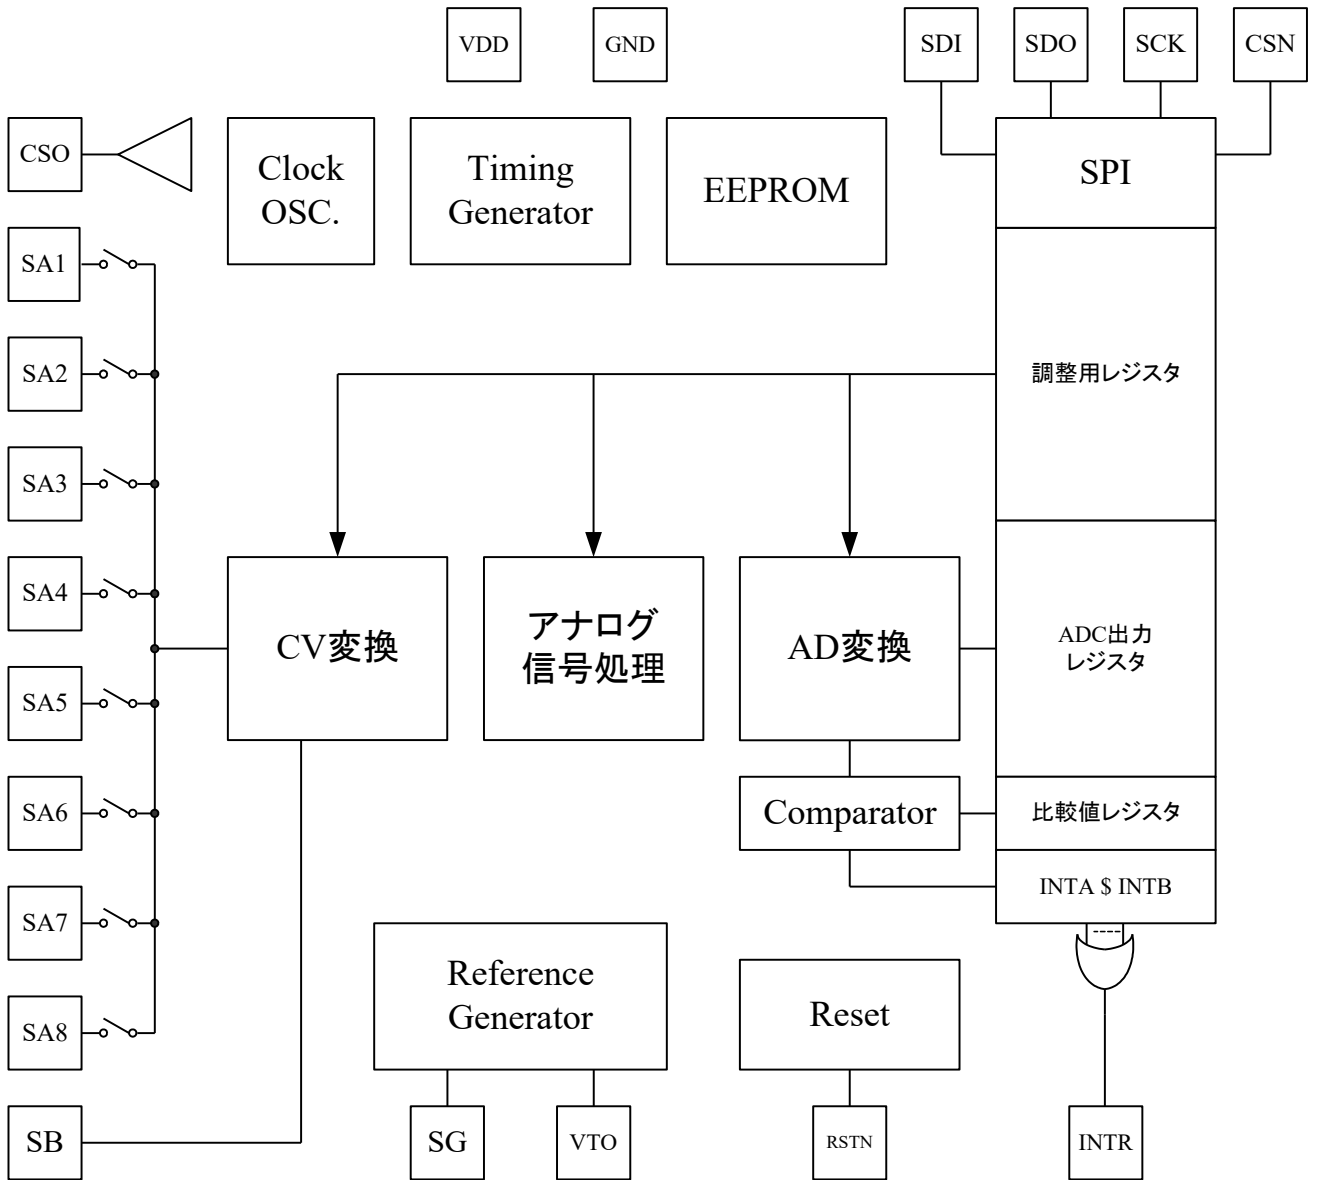 VDD
GND
SDI
SDO
SCK
CSN
CSO
Clock
OSC.
Timing
Generator
EEPROM
SPI
SA1
SA2
調整用レジスタ
SA3
SA4
CV変換
アナログ
信号処理
AD変換
ADC出力
レジスタ
SA5
SA6
Comparator
比較値レジスタ
SA7
INTA $ INTB
Reference
Generator
Reset
SA8
SB
SG
VTO
RSTN
INTR